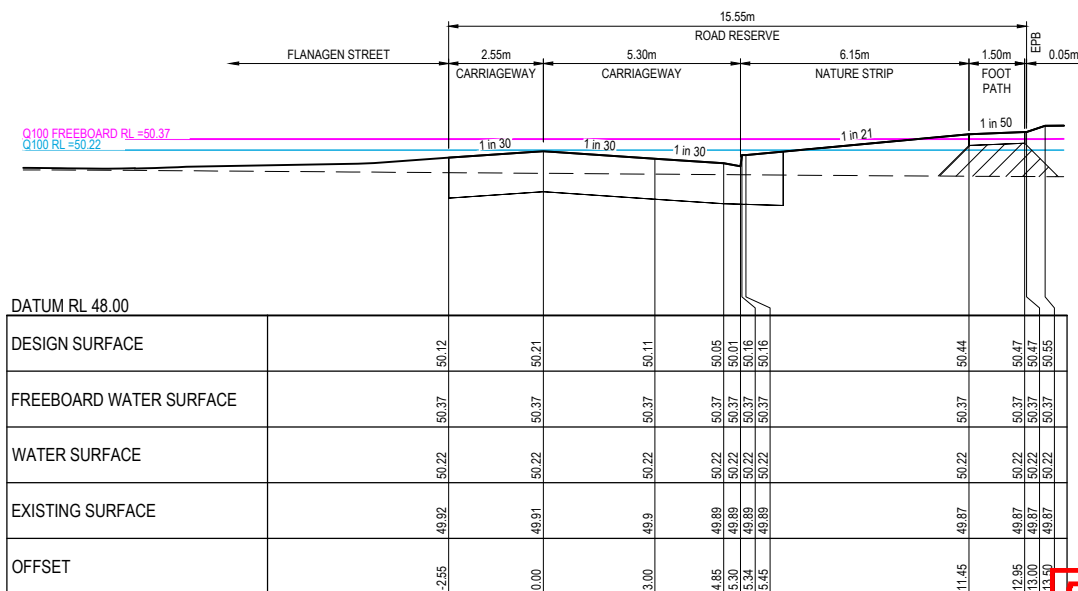 15.55m
ROAD RESERVE
EPB
FLANAGEN STREET
2.55m
5.30m
6.15m
1.50m
0.05m
CARRIAGEWAY
CARRIAGEWAY
NATURE STRIP
FOOT
PATH
Q100 FREEBOARD RL =50.37
Q100 RL =50.22
1 in 30
1 in 30
1 in 30
1 in 21
1 in 50
DATUM RL 48.00
DESIGN SURFACE 50.12 50.21 50.11 50.05 50.01 50.16 50.16 50.44 50.47 50.47 50.55
FREEBOARD WATER SURFACE 50.37 50.37 50.37 50.37 50.37 50.37 50.37 50.37 50.37 50.37 50.37
WATER SURFACE 50.22 50.22 50.22 50.22 50.22 50.22 50.22 50.22 50.22 50.22 50.22
EXISTING SURFACE 49.92 49.91 49.9 49.89 49.89 49.89 49.89 49.87 49.87 49.87 49.87
OFFSET -2.55 0.00 3.00 4.85 5.30 5.34 5.45 11.45 12.95 13.00 13.50